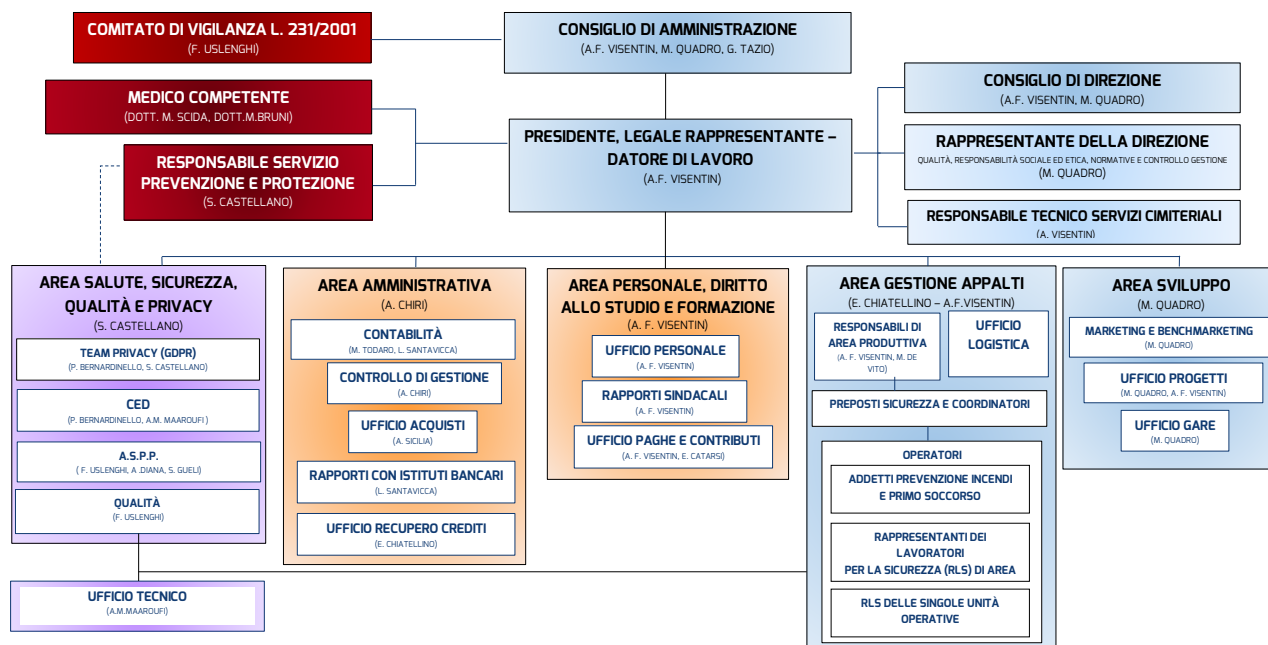 COMITATO DI VIGILANZA L. 231/2001
(F. USLENGHI)
CONSIGLIO DI AMMINISTRAZIONE
(A.F. VISENTIN, M. QUADRO, G. TAZIO)
MEDICO COMPETENTE
(DOTT. M. SCIDA, DOTT.M.BRUNI)
RESPONSABILE SERVIZIO
PREVENZIONE E PROTEZIONE
(S. CASTELLANO)
PRESIDENTE, LEGALE RAPPRESENTANTE –
DATORE DI LAVORO
(A.F. VISENTIN)
CONSIGLIO DI DIREZIONE
(A.F. VISENTIN, M. QUADRO)
RAPPRESENTANTE DELLA DIREZIONE
QUALITÀ, RESPONSABILITÀ SOCIALE ED ETICA, NORMATIVE E CONTROLLO GESTIONE
(M. QUADRO)
RESPONSABILE TECNICO SERVIZI CIMITERIALI
(A. VISENTIN)
AREA SALUTE, SICUREZZA,
QUALITÀ E PRIVACY
(S. CASTELLANO)
TEAM PRIVACY (GDPR)
(P. BERNARDINELLO, S. CASTELLANO)
CED
(P. BERNARDINELLO, A.M. MAAROUFI )
A.S.P.P.
( F. USLENGHI, A .DIANA, S. GUELI)
QUALITÀ
(F. USLENGHI)
UFFICIO TECNICO
(A.M.MAAROUFI)
AREA AMMINISTRATIVA
(A. CHIRI)
CONTABILITÀ
(M. TODARO, L. SANTAVICCA)
CONTROLLO DI GESTIONE
(A. CHIRI)
UFFICIO ACQUISTI
(A. SICILIA)
RAPPORTI CON ISTITUTI BANCARI
(L. SANTAVICCA)
UFFICIO RECUPERO CREDITI
(E. CHIATELLINO)
AREA PERSONALE, DIRITTO
ALLO STUDIO E FORMAZIONE
(A. F. VISENTIN)
UFFICIO PERSONALE
(A. F. VISENTIN)
RAPPORTI SINDACALI
(A. F. VISENTIN)
UFFICIO PAGHE E CONTRIBUTI
(A. F. VISENTIN, E. CATARSI)
AREA GESTIONE APPALTI
(E. CHIATELLINO – A.F.VISENTIN)
RESPONSABILI DI
AREA PRODUTTIVA
(A. F. VISENTIN, M. DE
VITO)
UFFICIO
LOGISTICA
PREPOSTI SICUREZZA E COORDINATORI
OPERATORI
ADDETTI PREVENZIONE INCENDI
E PRIMO SOCCORSO
RAPPRESENTANTI DEI
LAVORATORI
PER LA SICUREZZA (RLS) DI AREA
RLS DELLE SINGOLE UNITÀ
OPERATIVE
AREA SVILUPPO
(M. QUADRO)
MARKETING E BENCHMARKETING
(M. QUADRO)
UFFICIO PROGETTI
(M. QUADRO, A. F. VISENTIN)
UFFICIO GARE
(M. QUADRO)